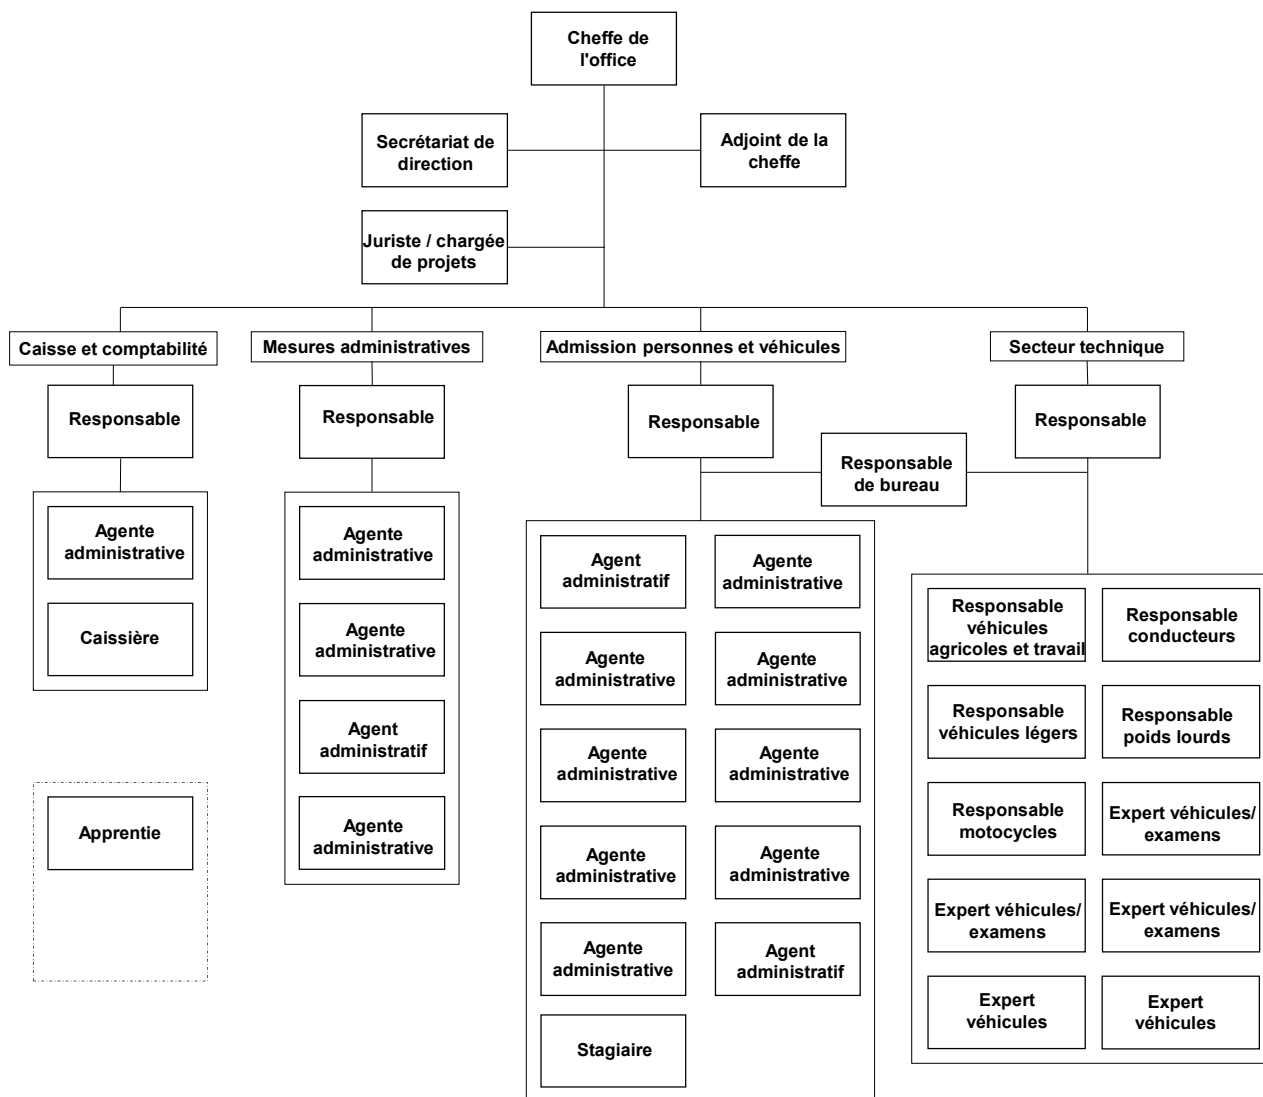 Cheffe de
l'office
Secrétariat de
direction
Adjoint de la
cheffe
Juriste / chargée
de projets
Caisse et comptabilité
Mesures administratives
Admission personnes et véhicules
Secteur technique
Responsable
Responsable
Responsable
Responsable
Responsable
de bureau
Agente
administrative
Caissière
Apprentie
Agente
administrative
Agente
administrative
Agent
administratif
Agente
administrative
Agent
administratif
Agente
administrative
Agente
administrative
Agente
administrative
Agente
administrative
Agente
administrative
Agente
administrative
Agente
administrative
Agente
administrative
Agent
administratif
Stagiaire
Responsable
véhicules
agricoles et travail
Responsable
conducteurs
Responsable
véhicules légers
Responsable
poids lourds
Responsable
motocycles
Expert véhicules/
examens
Expert véhicules/
examens
Expert véhicules/
examens
Expert
véhicules
Expert
véhicules